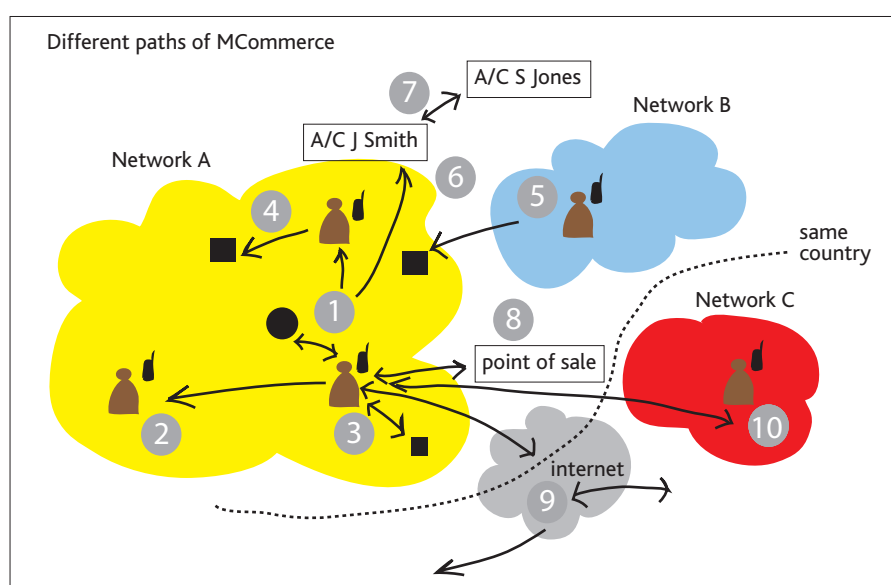 Different paths of MCommerce
A/C S Jones
7
A/C J Smith
Network B
Network A
6
5
4
same
country
Network C
1
8
point of sale
2
3
10
internet
9